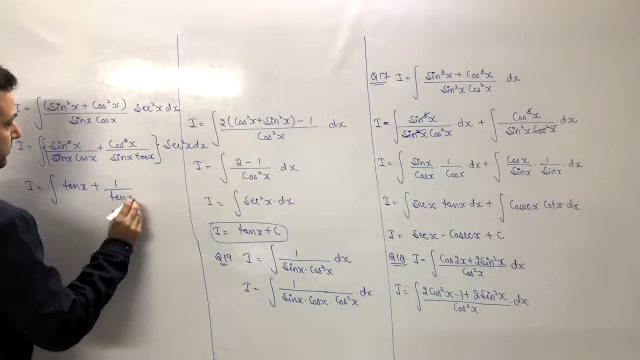 I = ∫ (Sin²x + Cos²x) / (Sinx Cosx) Sec²x dx
I = ∫ { Sin²x / (Sinx Cosx) + Cos²x / (Sinx Cosx) } · Sec²x dx
I = ∫ tanx + 1 / tanx
I = ∫ (2(Cos²x + Sin²x) - 1) / Cos²x dx
I = ∫ (2 - 1) / Cos²x · dx
I = ∫ Sec²x · dx
I = tanx + C
Q19 I = ∫ 1 / (Sinx · Cos³x) dx
I = ∫ 1 / (Sinx · Cosx · Cos²x) dx
Q17 I = ∫ (Sin³x + Cos³x) / (Sin²x Cos²x) dx
I = ∫ Sin³x / (Sin²x Cos²x) dx + ∫ Cos³x / (Sin²x Cos²x) dx
I = ∫ Sinx / Cosx · 1 / Cosx · dx + ∫ Cosx / Sinx · 1 / Sinx · dx
I = ∫ Secx tanx dx + ∫ Cosecx · Cotx dx
I = Secx - Cosecx + C
Q18 I = ∫ (Cos2x + 2Sin²x) / Cos²x dx
I = ∫ (2Cos²x - 1 + 2Sin²x) / Cos²x · dx